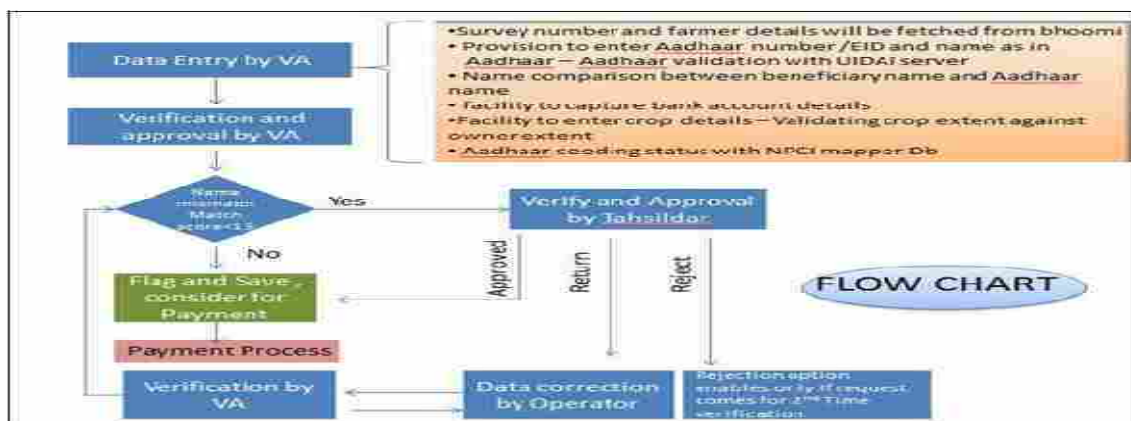 •Survey number and farmer details will be fetched from bhoomi
• Provision to enter Aadhaar number /EID and name as in
Aadhaar – Aadhaar validation with UIDAI server
• Name comparison between beneficiary name and Aadhaar
name
• facility to capture bank account details
•Facility to enter crop details – Validating crop extent against
owner extent
• Aadhaar seeding status with NPCI mapper Db
Data Entry by VA
Verification and
approval by VA
Name
mismatch
Match
score<
Yes
No
Verify and Approval
by Tahsildar
Approved
Return
Reject
Flag and Save,
consider for
Payment
FLOW CHART
Payment Process
Verification by
VA
Data correction
by Operator
Rejection option
enables only if request
comes for 2nd Time
verification